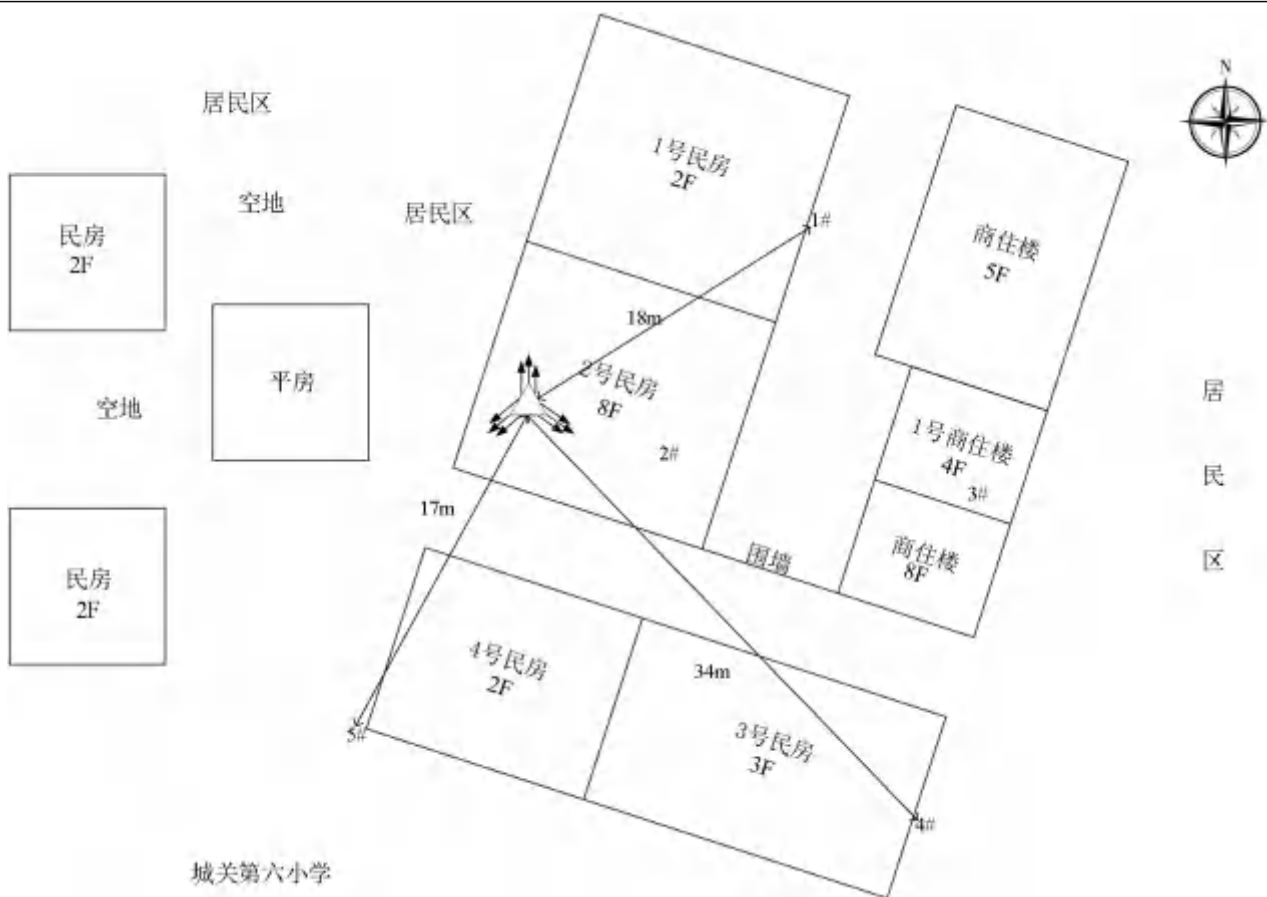 N
居民区
1号民房
2F
空地
居民区
1#
民房
2F
商住楼
5F
18m
平房
2号民房
8F
居
民
区
空地
1号商住楼
4F
2#
3#
17m
围墙
商住楼
8F
民房
2F
4号民房
2F
34m
5#
3号民房
3F
4#
城关第六小学